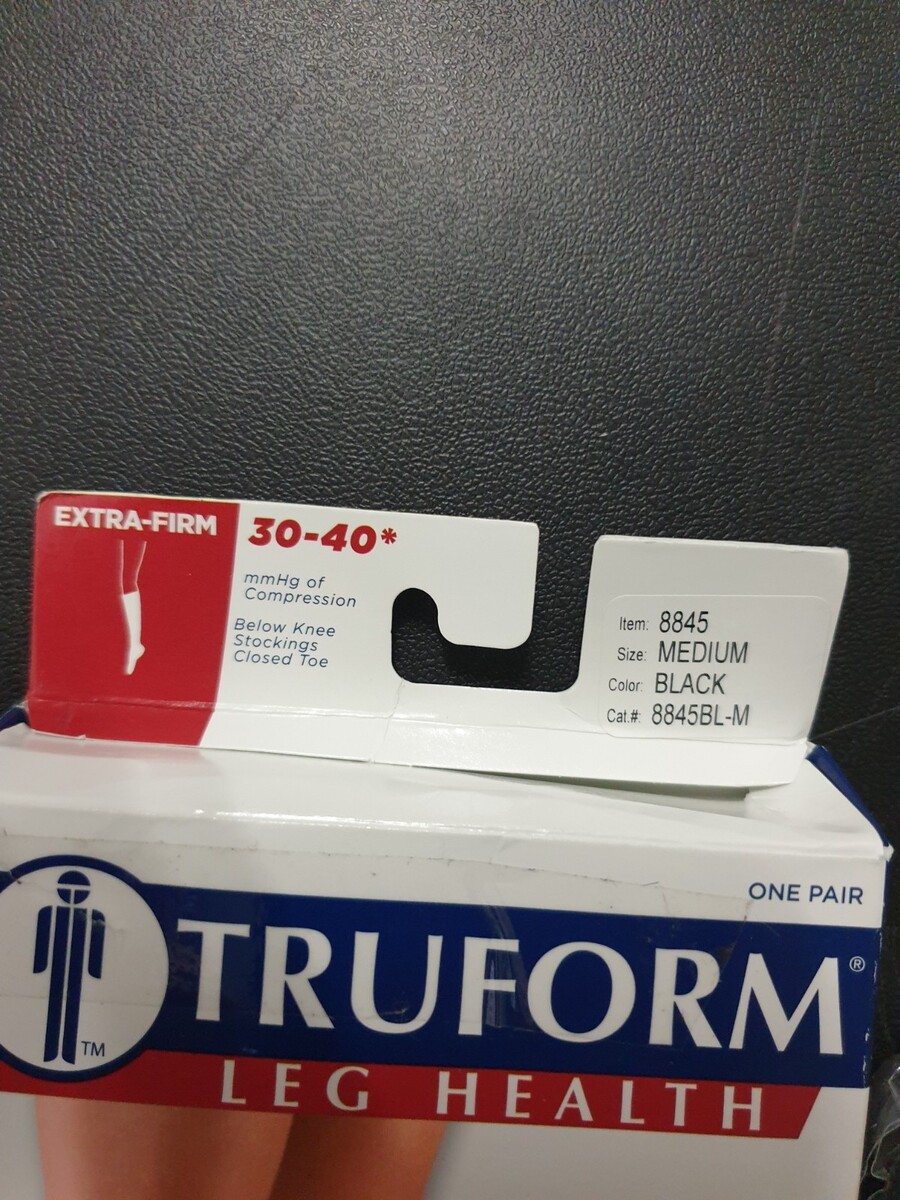 EXTRA-FIRM
30-40*
mmHg of
Compression
Below Knee
Stockings
Closed Toe
Item: 8845
Size: MEDIUM
Color: BLACK
Cat.#: 8845BL-M
ONE PAIR
TRUFORM®
TM
LEG HEALTH